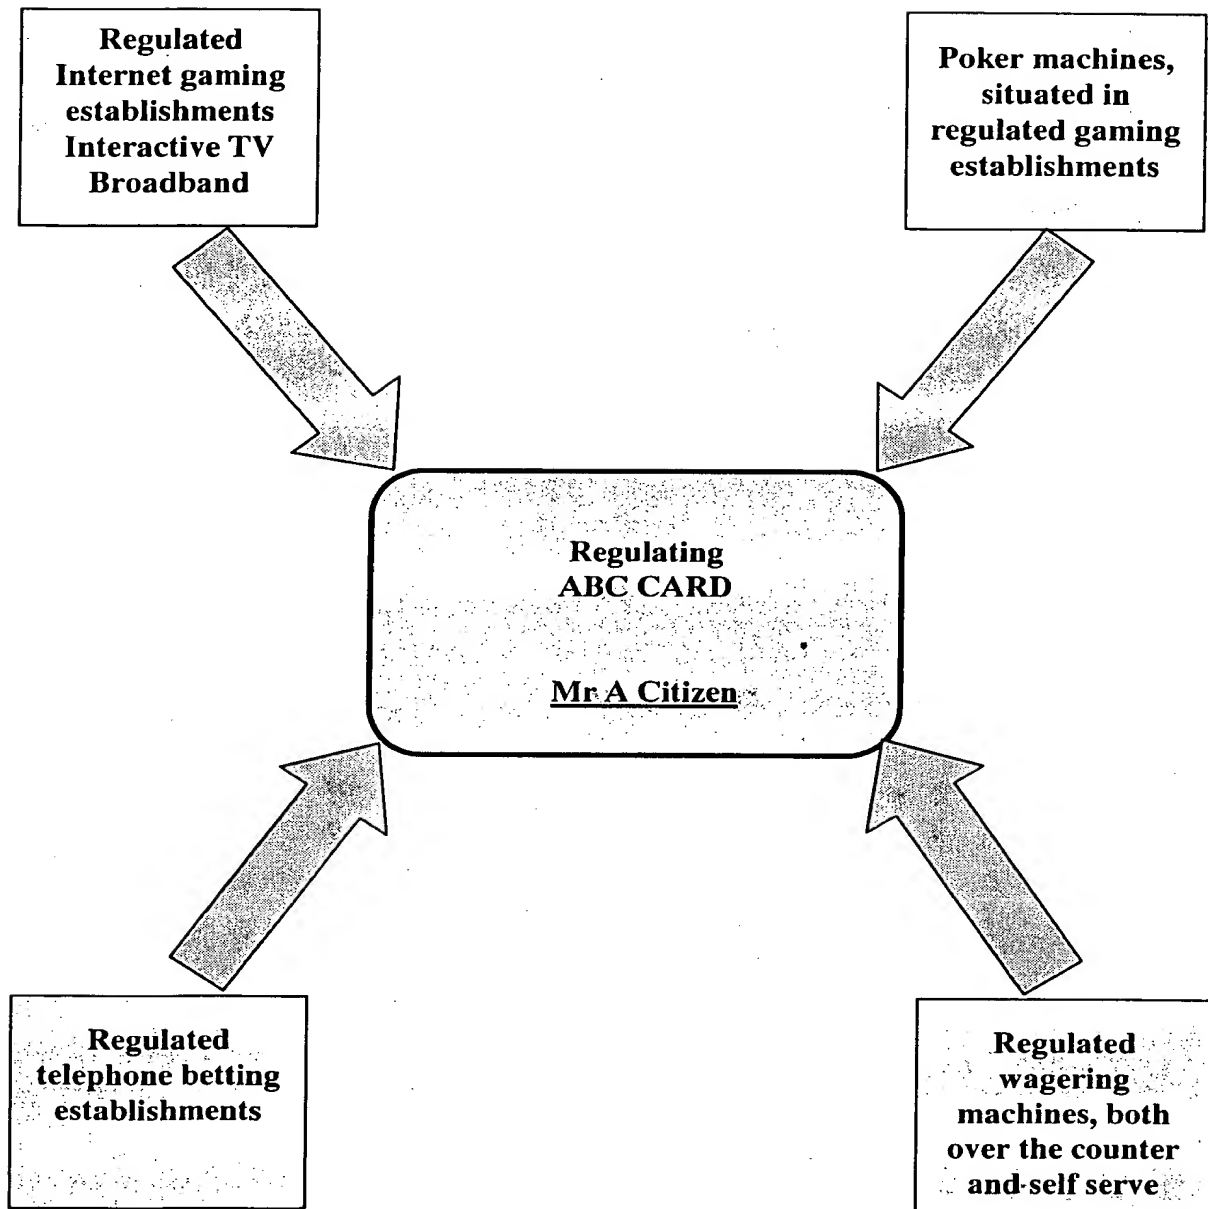 Regulated
Internet gaming
establishments
Interactive TV
Broadband
Poker machines,
situated in
regulated gaming
establishments
Regulating
ABC CARD
Mr A Citizen
Regulated
telephone betting
establishments
Regulated
wagering
machines, both
over the counter
and self serve